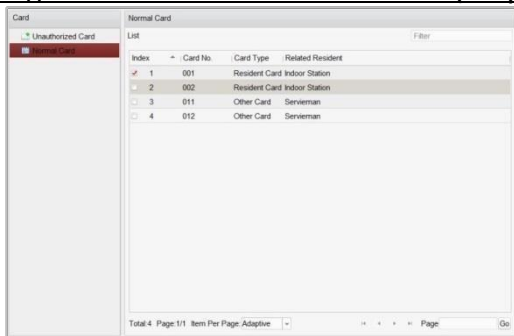 Card
Unauthorized Card
Normal Card
Normal Card
List
Filter
Index Card No. Card Type Related Resident
1 001 Resident Card Indoor Station
2 002 Resident Card Indoor Station
3 011 Other Card Servieman
4 012 Other Card Servieman
Total:4 Page:1/1 Item Per Page: Adaptive Page Go